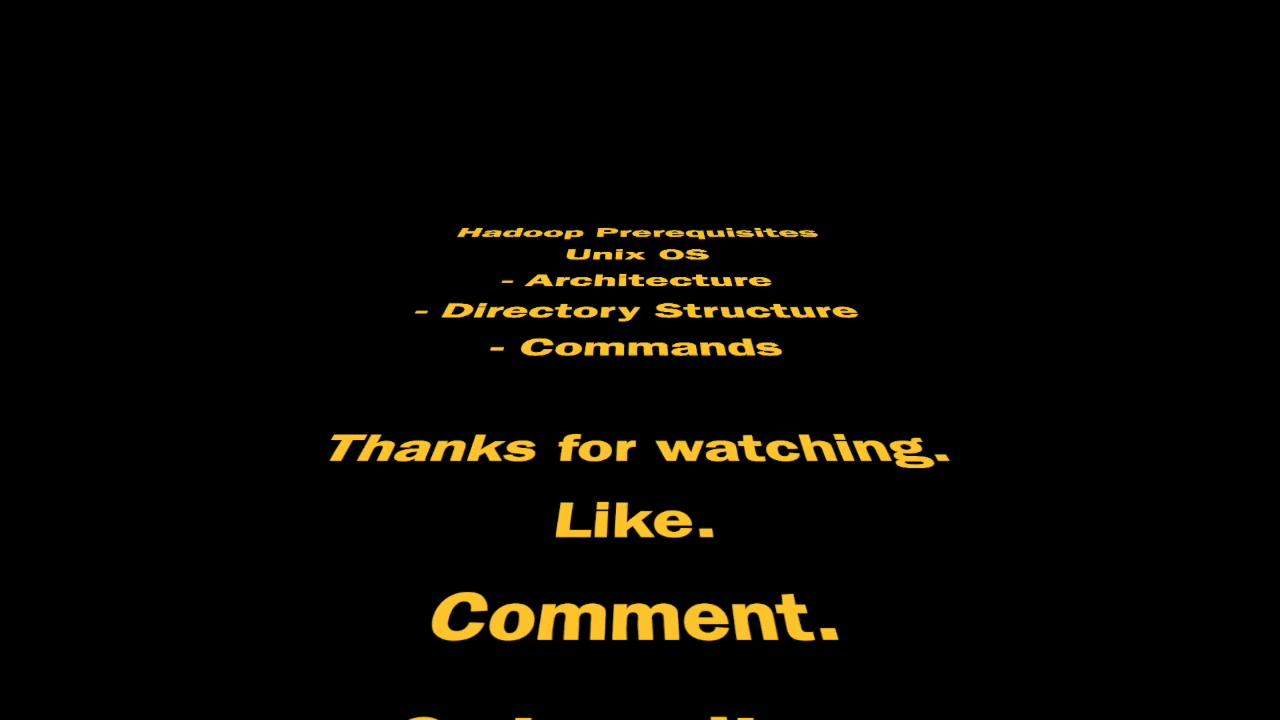 Hadoop Prerequisites
Unix OS
- Architecture
- Directory Structure
- Commands
Thanks for watching.
Like.
Comment.